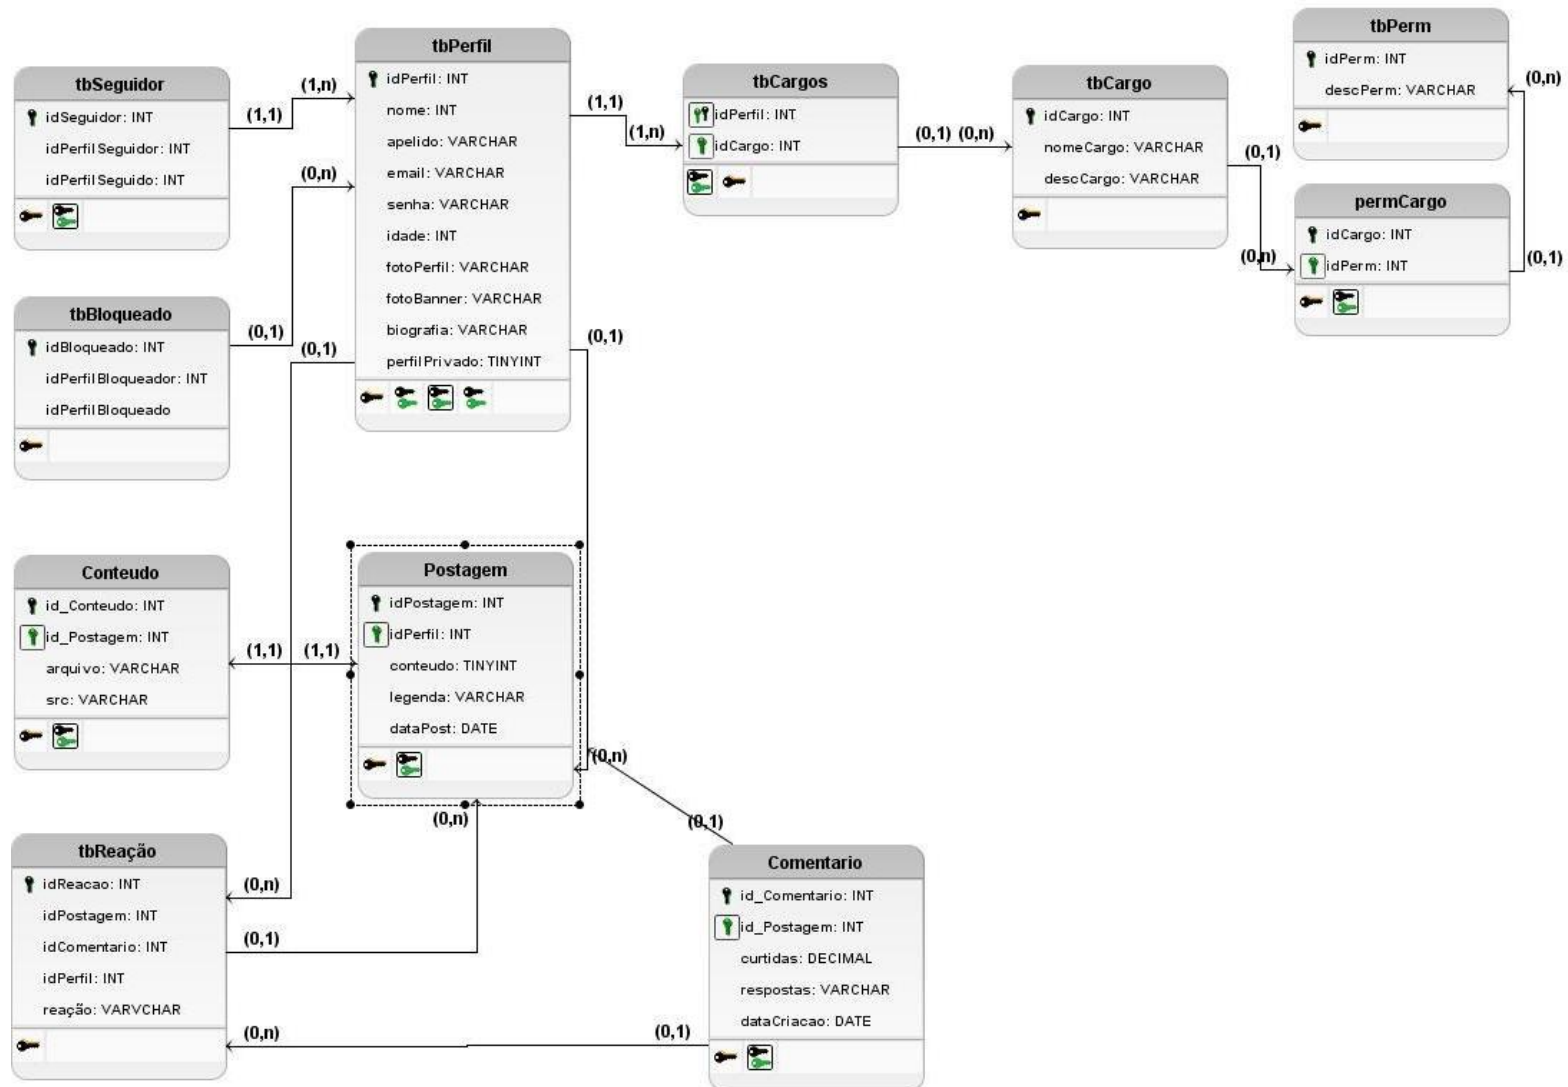 tbSeguidor
idSeguidor: INT
idPerfilSeguidor: INT
idPerfilSeguido: INT
(1,1)
(1,n)
tbPerfil
idPerfil: INT
nome: INT
apelido: VARCHAR
email: VARCHAR
senha: VARCHAR
idade: INT
fotoPerfil: VARCHAR
fotoBanner: VARCHAR
biografia: VARCHAR
perfilPrivado: TINYINT
(1,1)
(1,n)
tbCargos
idPerfil: INT
idCargo: INT
(0,1) (0,n)
tbCargo
idCargo: INT
nomeCargo: VARCHAR
descCargo: VARCHAR
(0,1)
(0,n)
tbPerm
idPerm: INT
descPerm: VARCHAR
(0,n)
permCargo
idCargo: INT
idPerm: INT
(0,1)
tbBloqueado
idBloqueado: INT
idPerfilBloqueador: INT
idPerfilBloqueado
(0,1)
(0,n)
(0,1)
(0,1)
Conteudo
id_Conteudo: INT
id_Postagem: INT
arquivo: VARCHAR
src: VARCHAR
(1,1) (1,1)
Postagem
idPostagem: INT
idPerfil: INT
conteudo: TINYINT
legenda: VARCHAR
dataPost: DATE
(0,n)
(0,n)
(0,1)
tbReação
idReacao: INT
idPostagem: INT
idComentario: INT
idPerfil: INT
reação: VARVCHAR
(0,n)
(0,1)
(0,n)
(0,1)
Comentario
id_Comentario: INT
id_Postagem: INT
curtidas: DECIMAL
respostas: VARCHAR
dataCriacao: DATE